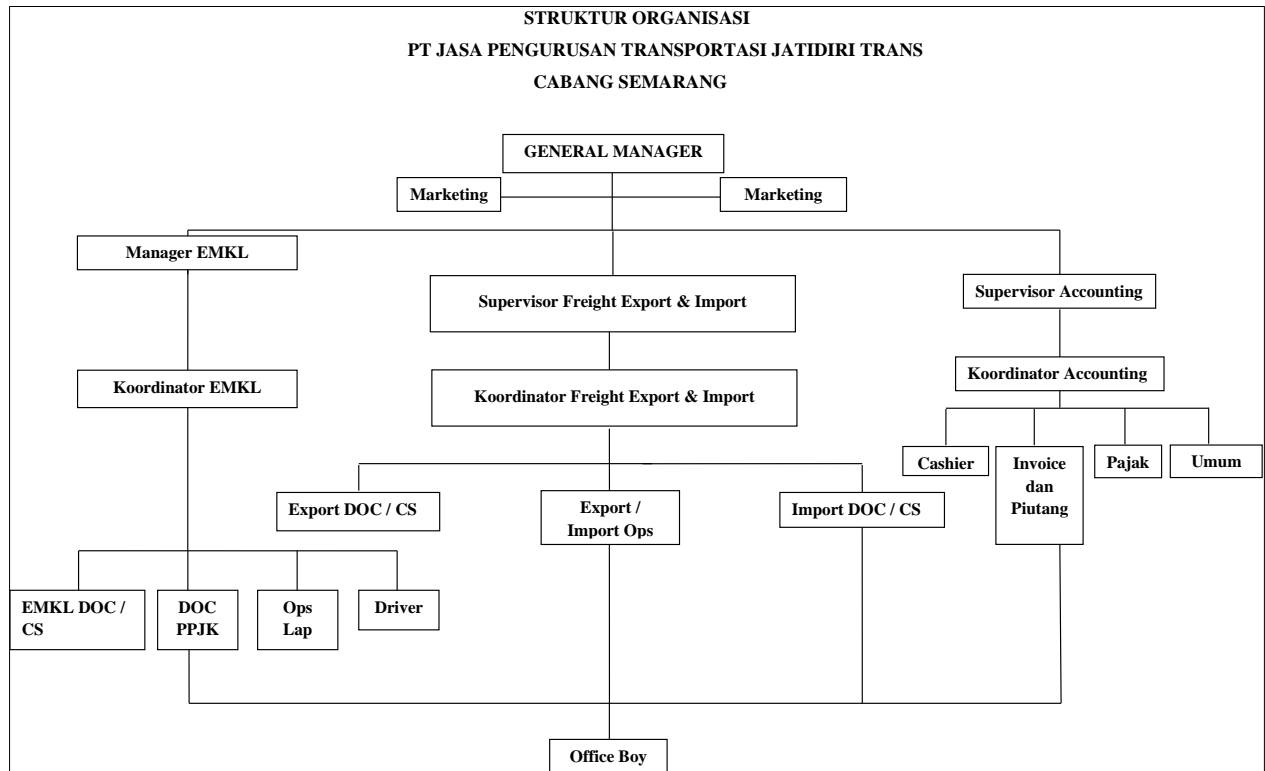 STRUKTUR ORGANISASI
PT JASA PENGURUSAN TRANSPORTASI JATIDIRI TRANS
CABANG SEMARANG
GENERAL MANAGER
Marketing
Marketing
Manager EMKL
Supervisor Freight Export & Import
Supervisor Accounting
Koordinator EMKL
Koordinator Freight Export & Import
Koordinator Accounting
Cashier
Invoice
dan
Piutang
Pajak
Umum
Export DOC / CS
Export /
Import Ops
Import DOC / CS
EMKL DOC /
CS
DOC
PPJK
Ops
Lap
Driver
Office Boy